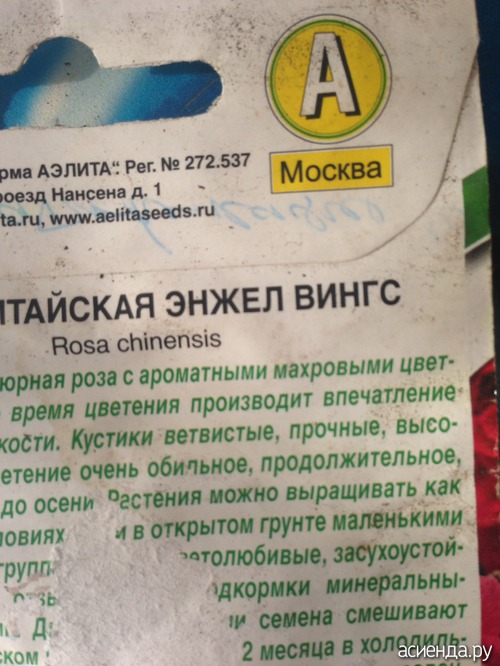 А
Москва
рма АЭЛИТА". Рег. № 272.537
роезд Нансена д. 1
ta.ru, www.aelitaseeds.ru
ИТАЙСКАЯ ЭНЖЕЛ ВИНГС
Rosa chinensis
юрная роза с ароматными махровыми цвет-
время цветения производит впечатление
кости. Кустики ветвистые, прочные, высо-
етение очень обильное, продолжительное,
до осени. Растения можно выращивать как
ловиях и в открытом грунте маленькими
групп етолюбивые, засухоустой-
одкормки минеральны-
и семена смешивают
ском 2 месяца в холодиль-
асиенда.ру